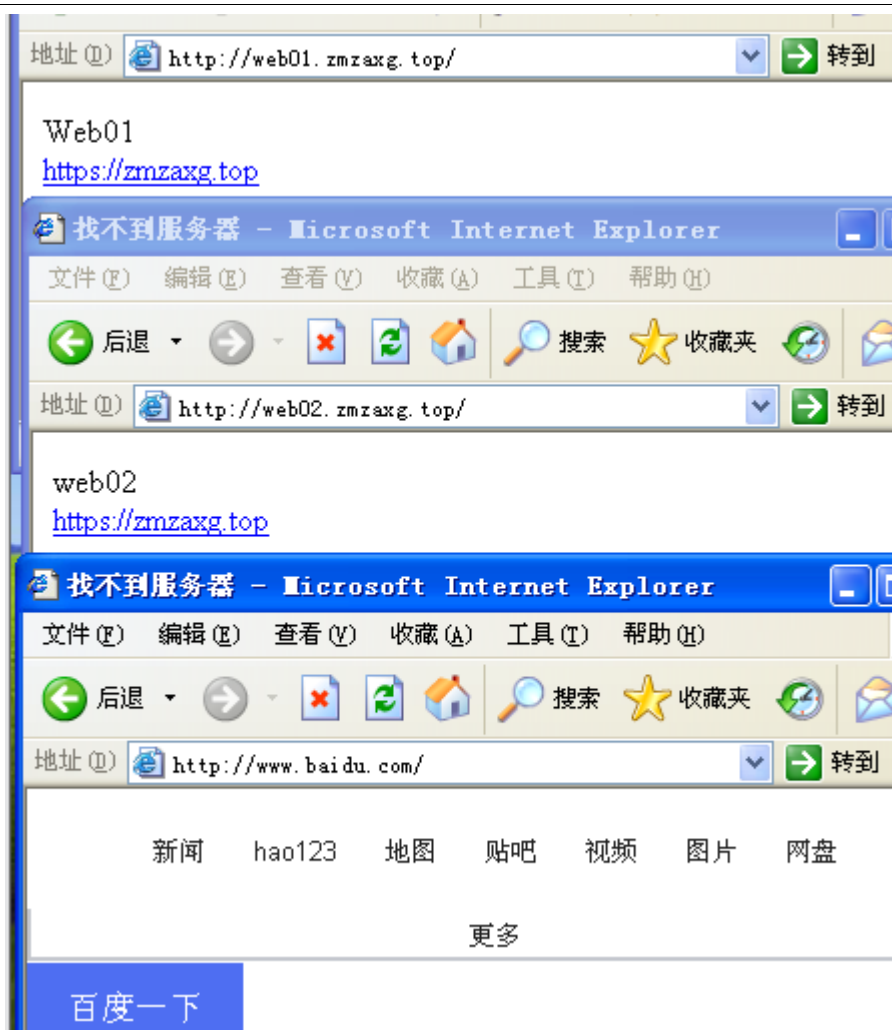 地址(D) http://web01.zmzaxg.top/ 转到
Web01
https://zmzaxg.top
找不到服务器 - Microsoft Internet Explorer
文件(F) 编辑(E) 查看(V) 收藏(A) 工具(T) 帮助(H)
后退 搜索 收藏夹
地址(D) http://web02.zmzaxg.top/ 转到
web02
https://zmzaxg.top
找不到服务器 - Microsoft Internet Explorer
文件(F) 编辑(E) 查看(V) 收藏(A) 工具(T) 帮助(H)
后退 搜索 收藏夹
地址(D) http://www.baidu.com/ 转到
新闻 hao123 地图 贴吧 视频 图片 网盘
更多
百度一下